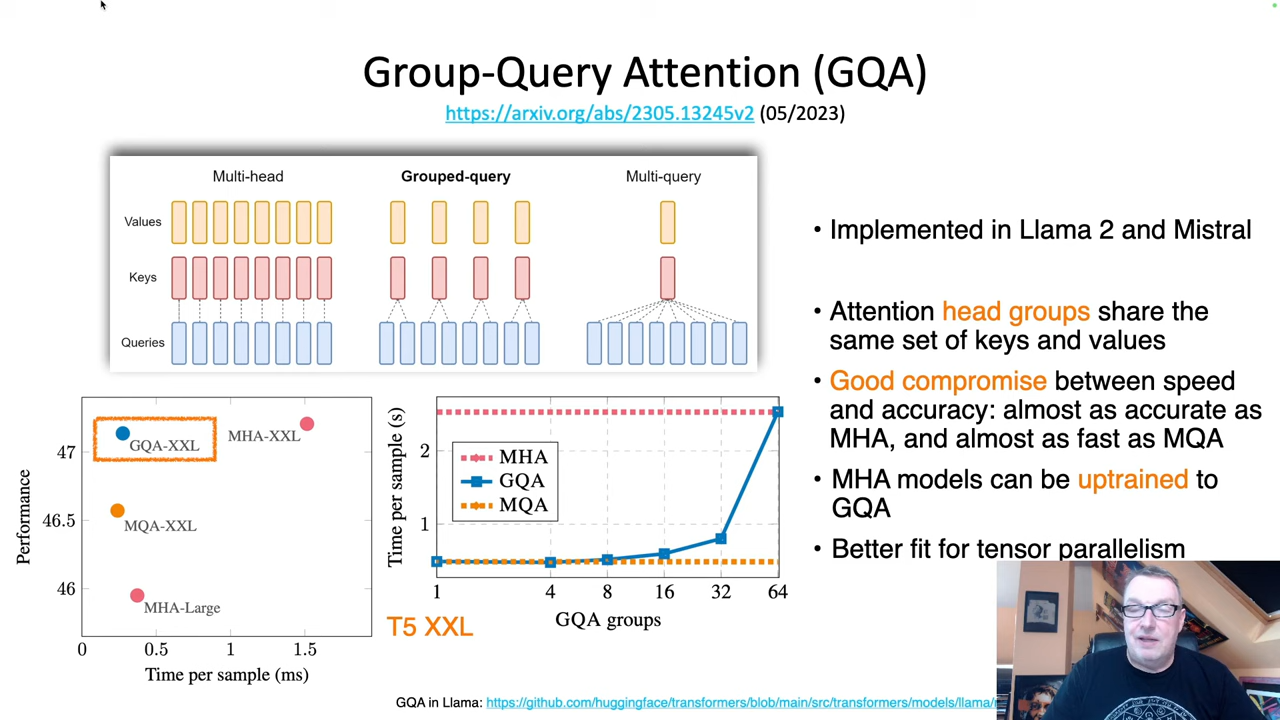 Group-Query Attention (GQA)
https://arxiv.org/abs/2305.13245v2 (05/2023)
Multi-head
Grouped-query
Multi-query
Values
Keys
Queries
• Implemented in Llama 2 and Mistral
• Attention head groups share the
same set of keys and values
• Good compromise between speed
and accuracy: almost as accurate as
MHA, and almost as fast as MQA
• MHA models can be uptrained to
GQA
• Better fit for tensor parallelism
Performance
47
46.5
46
GQA-XXL
MHA-XXL
MQA-XXL
MHA-Large
0 0.5 1 1.5
Time per sample (ms)
Time per sample (s)
2
1
MHA
GQA
MQA
1 4 8 16 32 64
GQA groups
T5 XXL
GQA in Llama: https://github.com/huggingface/transformers/blob/main/src/transformers/models/llama/